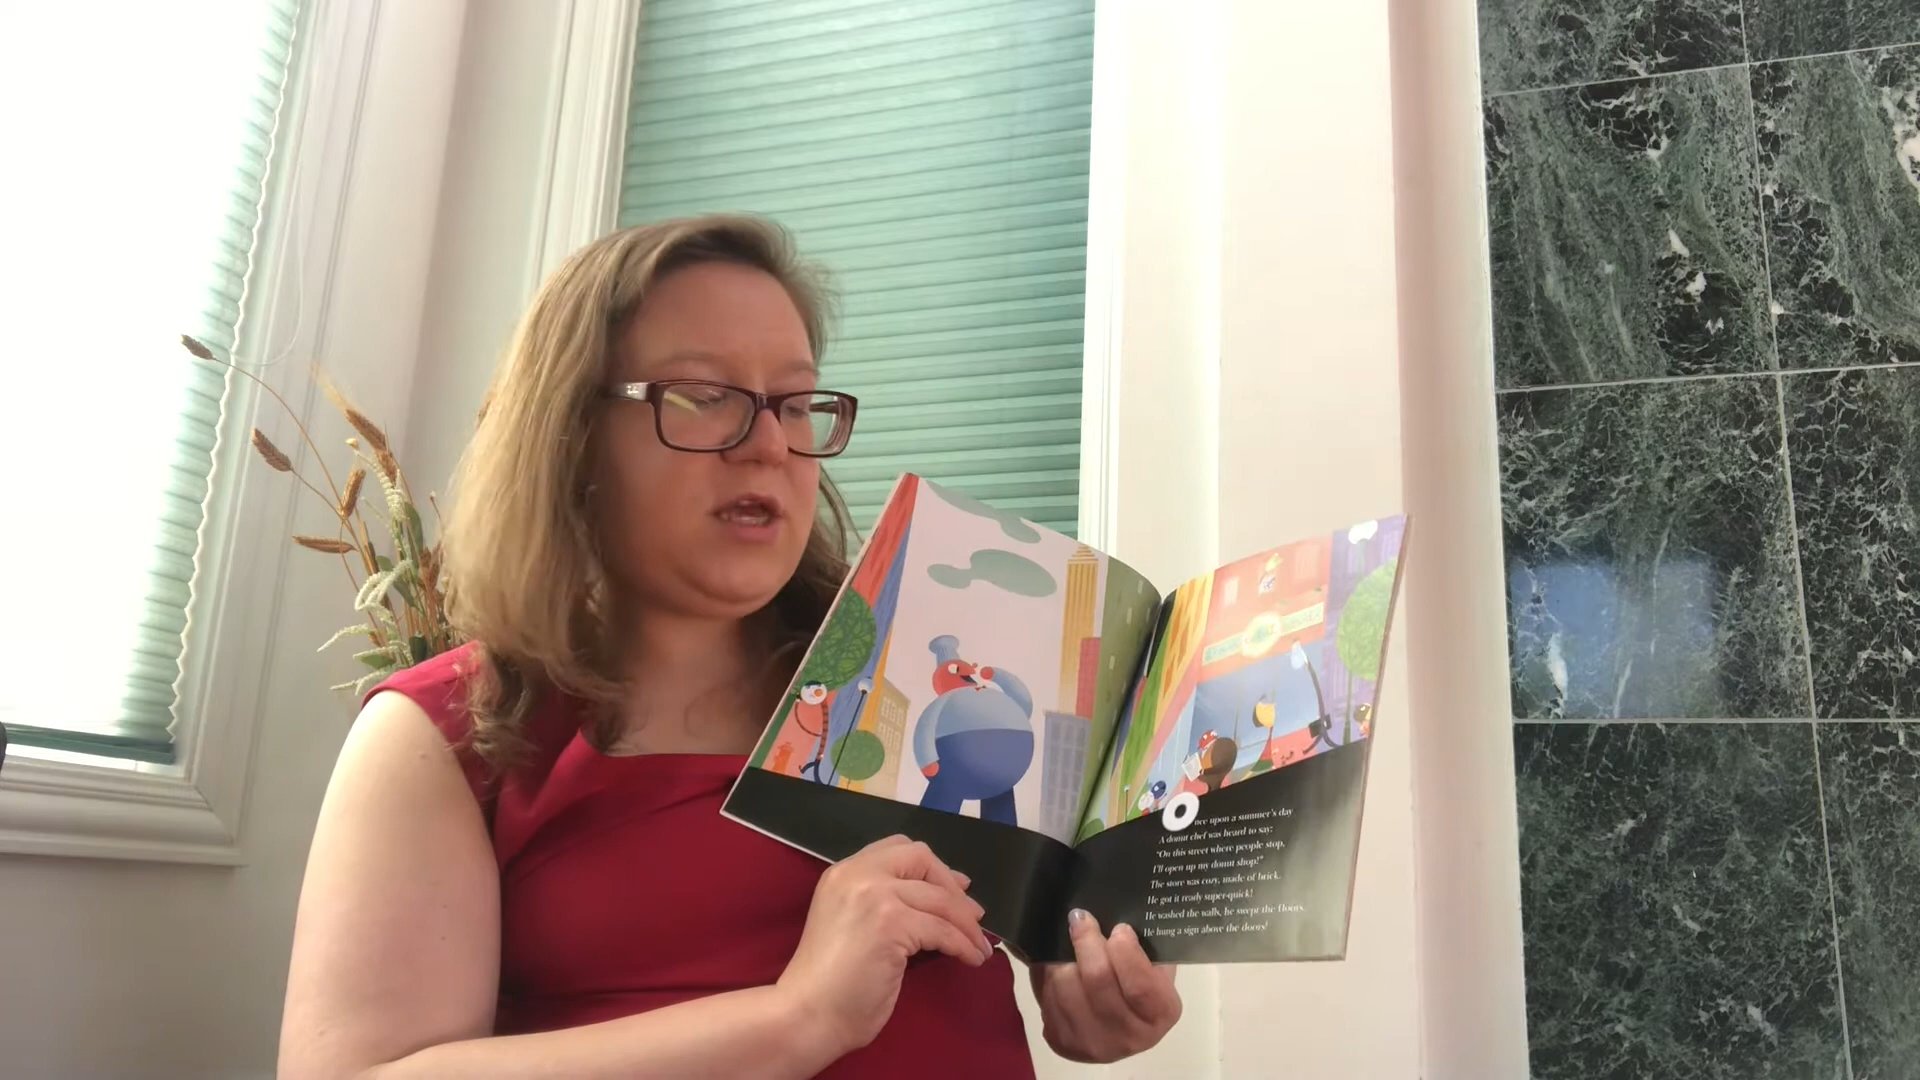 Once upon a summer's day
A donut chef was heard to say:
"On this street where people stop,
I'll open up my donut shop!"
The store was cozy, made of brick.
He got it ready super-quick!
He washed the walls, he swept the floors.
He hung a sign above the doors!